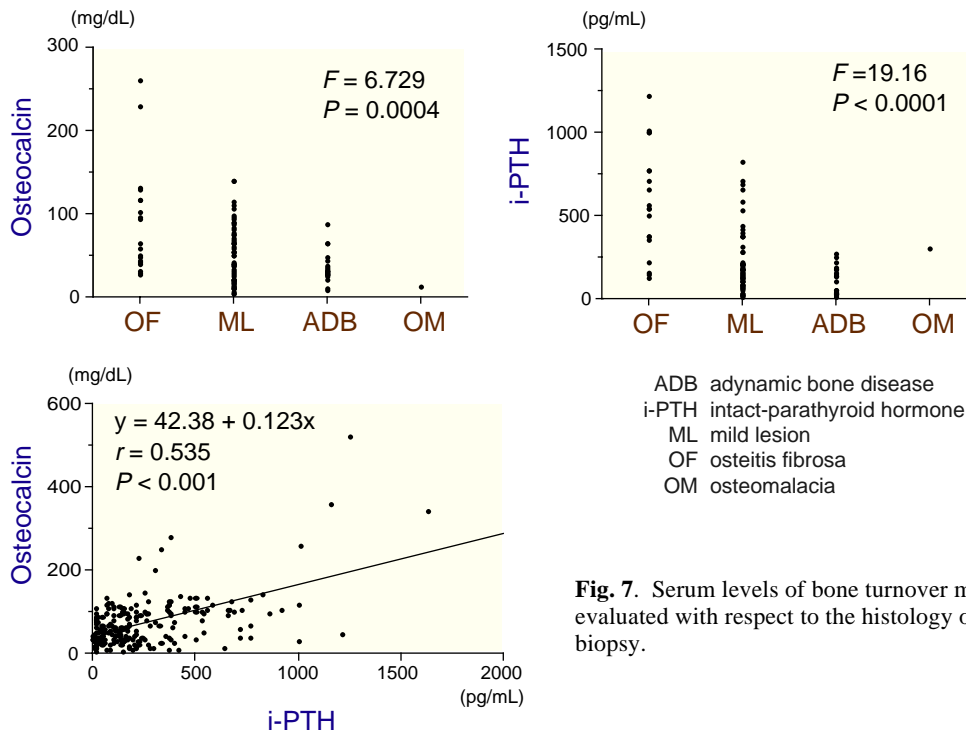 (mg/dL)
300
200
100
0
Osteocalcin
F = 6.729
P = 0.0004
OF ML ADB OM
(pg/mL)
1500
1000
500
0
i-PTH
F =19.16
P < 0.0001
OF ML ADB OM
(mg/dL)
600
400
200
0
Osteocalcin
y = 42.38 + 0.123x
r = 0.535
P < 0.001
0 500 1000 1500 2000
(pg/mL)
i-PTH
ADB adynamic bone disease
i-PTH intact-parathyroid hormone
ML mild lesion
OF osteitis fibrosa
OM osteomalacia
Fig. 7. Serum levels of bone turnover
evaluated with respect to the histology
biopsy.